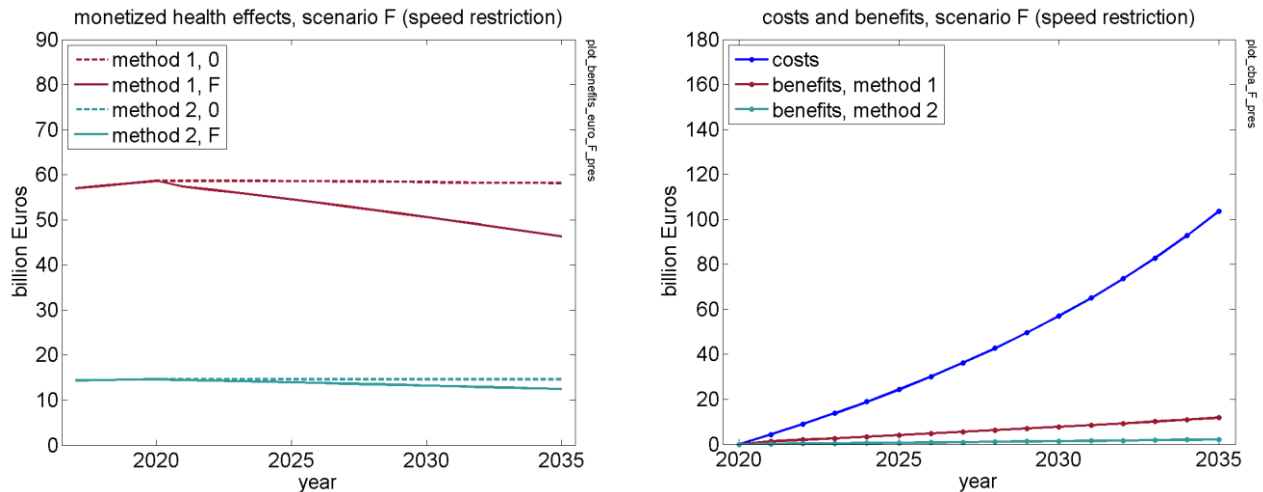 monetized health effects, scenario F (speed restriction)
90
80
70
60
50
40
30
20
10
0
billion Euros
method 1, 0
method 1, F
method 2, 0
method 2, F
2020
2025
2030
2035
year
plot_benefits_euro_F_pres
costs and benefits, scenario F (speed restriction)
180
160
140
120
100
80
60
40
20
0
billion Euros
costs
benefits, method 1
benefits, method 2
2020
2025
2030
2035
year
plot_cba_F_pres